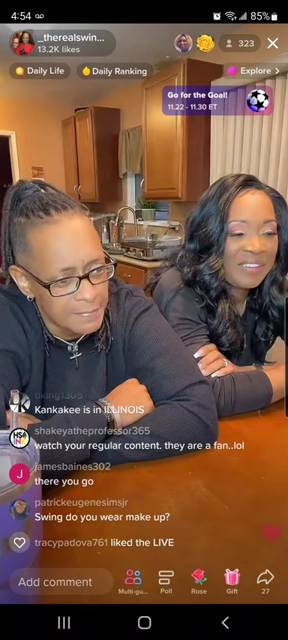 4:54
85%
_therealswin...
13.2K likes
323
Daily Life
Daily Ranking
Explore >
Go for the Goal!
11.22 - 11.30 ET
uking1305
Kankakee is in ILLINOIS
shakeyatheprofessor365
watch your regular content. they are a fan..lol
J
jamesbaines302
there you go
patrickeugenesimsjr
Swing do you wear make up?
tracypadova761 liked the LIVE
Add comment
Multi-gu...
Poll
Rose
Gift
27